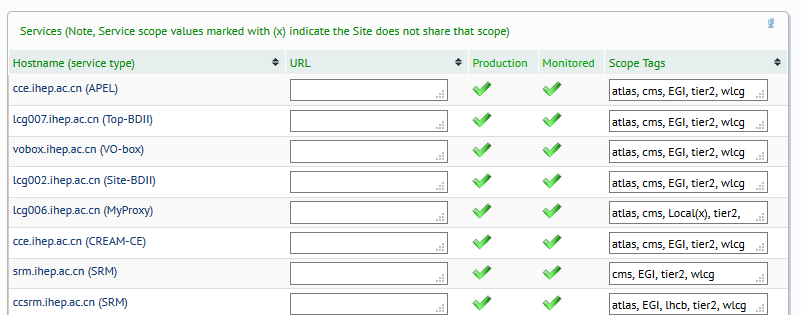 Services (Note, Service scope values marked with (x) indicate the Site does not share that scope)
Hostname (service type) URL Production Monitored Scope Tags
cce.ihep.ac.cn (APEL) atlas, cms, EGI, tier2, wlcg
lcg007.ihep.ac.cn (Top-BDII) atlas, cms, EGI, tier2, wlcg
vobox.ihep.ac.cn (VO-box) atlas, cms, EGI, tier2, wlcg
lcg002.ihep.ac.cn (Site-BDII) atlas, cms, EGI, tier2, wlcg
lcg006.ihep.ac.cn (MyProxy) atlas, cms, Local(x), tier2,
cce.ihep.ac.cn (CREAM-CE) atlas, cms, EGI, tier2, wlcg
srm.ihep.ac.cn (SRM) cms, EGI, tier2, wlcg
ccsrm.ihep.ac.cn (SRM) atlas, EGI, lhcb, tier2, wlcg